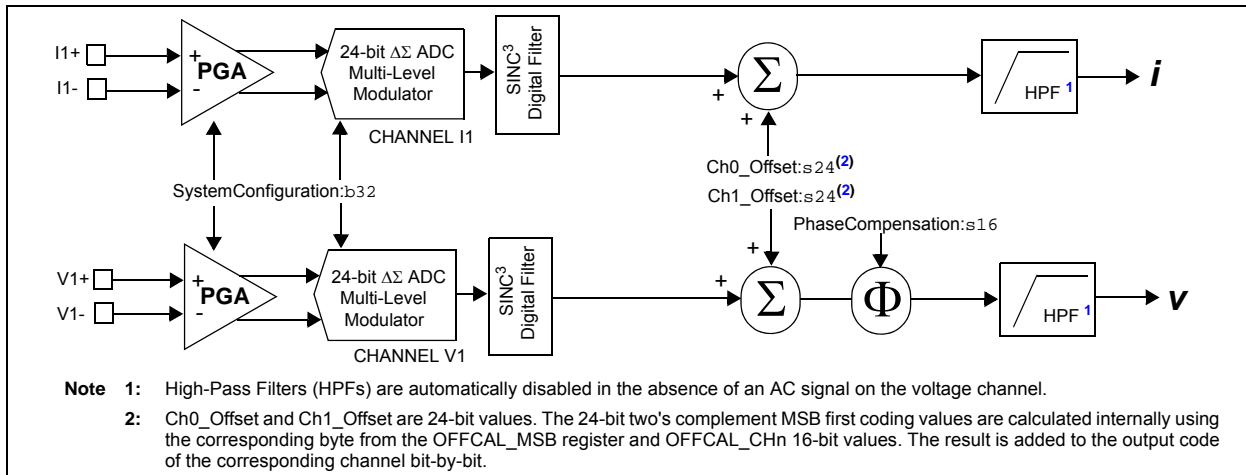 I1+
I1-
+
PGA
-
24-bit ΔΣ ADC
Multi-Level
Modulator
CHANNEL I1
SINC3
Digital Filter
+
Σ
+
HPF 1
i
Ch0_Offset:s24(2)
SystemConfiguration:b32
Ch1_Offset:s24(2)
PhaseCompensation:s16
V1+
V1-
+
PGA
-
24-bit ΔΣ ADC
Multi-Level
Modulator
CHANNEL V1
SINC3
Digital Filter
+
+
Σ
Φ
HPF 1
v
Note 1: High-Pass Filters (HPFs) are automatically disabled in the absence of an AC signal on the voltage channel.
2: Ch0_Offset and Ch1_Offset are 24-bit values. The 24-bit two's complement MSB first coding values are calculated internally using
the corresponding byte from the OFFCAL_MSB register and OFFCAL_CHn 16-bit values. The result is added to the output code
of the corresponding channel bit-by-bit.